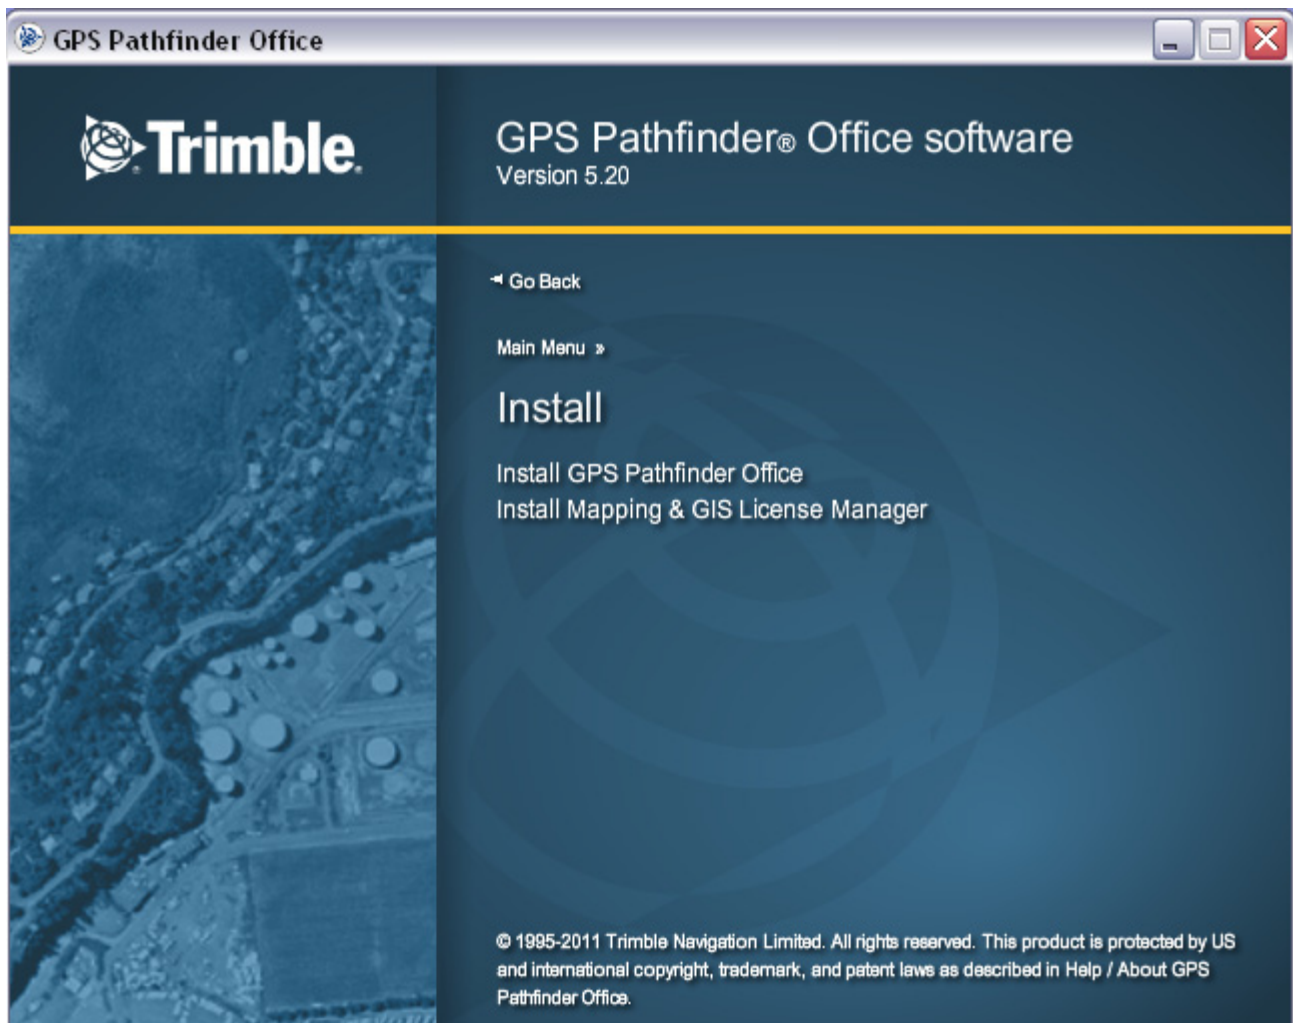 GPS Pathfinder Office
Trimble.
GPS Pathfinder® Office software
Version 5.20
Go Back
Main Menu »
Install
Install GPS Pathfinder Office
Install Mapping & GIS License Manager
© 1995-2011 Trimble Navigation Limited. All rights reserved. This product is protected by US
and international copyright, trademark, and patent laws as described in Help / About GPS
Pathfinder Office.